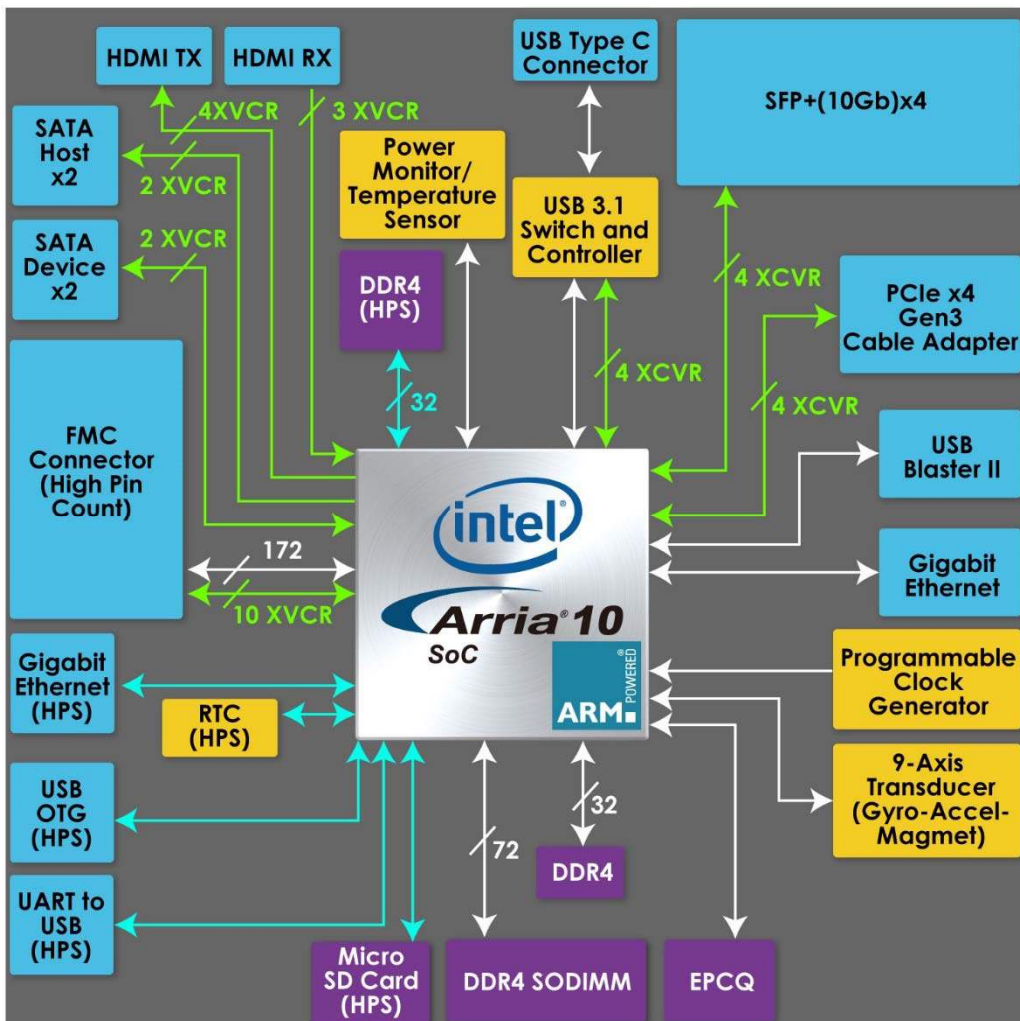 HDMI TX
HDMI RX
USB Type C
Connector
SFP+(10Gb)x4
4XVCR
3 XVCR
SATA
Host
x2
2 XVCR
Power
Monitor/
Temperature
Sensor
USB 3.1
Switch and
Controller
SATA
Device
x2
2 XVCR
DDR4
(HPS)
4 XCVR
PCIe x4
Gen3
Cable Adapter
4 XCVR
4 XCVR
32
FMC
Connector
(High Pin
Count)
USB
Blaster II
172
10 XVCR
intel
Arria® 10
SoC
ARM
POWERED
®
Gigabit
Ethernet
Gigabit
Ethernet
(HPS)
RTC
(HPS)
Programmable
Clock
Generator
USB
OTG
(HPS)
9-Axis
Transducer
(Gyro-Accel-
Magmet)
72
32
DDR4
UART to
USB
(HPS)
Micro
SD Card
(HPS)
DDR4 SODIMM
EPCQ